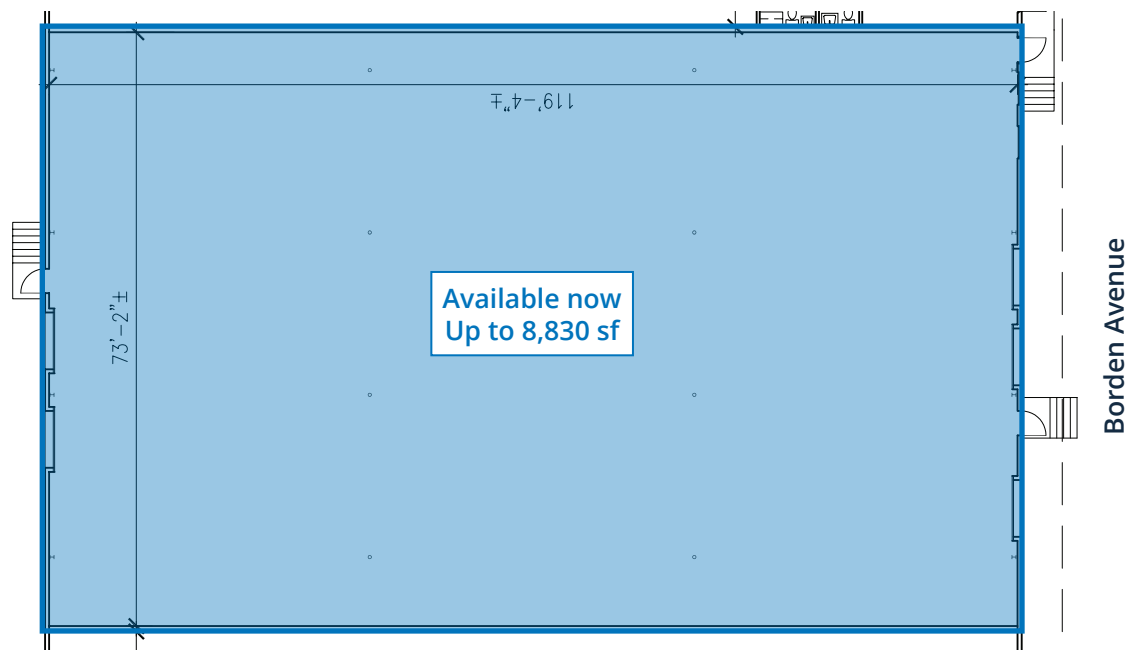 119'-4"±
Available now
Up to 8,830 sf
73'-2"±
Borden Avenue